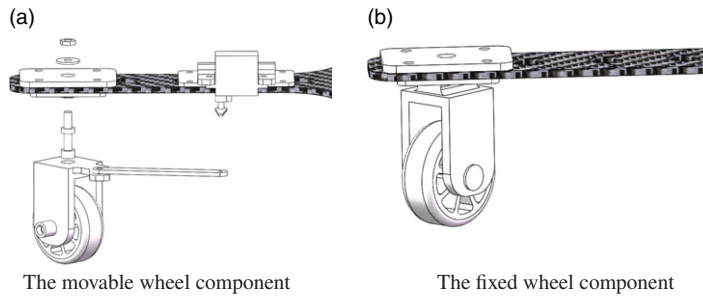 (a)
(b)
The movable wheel component
The fixed wheel component